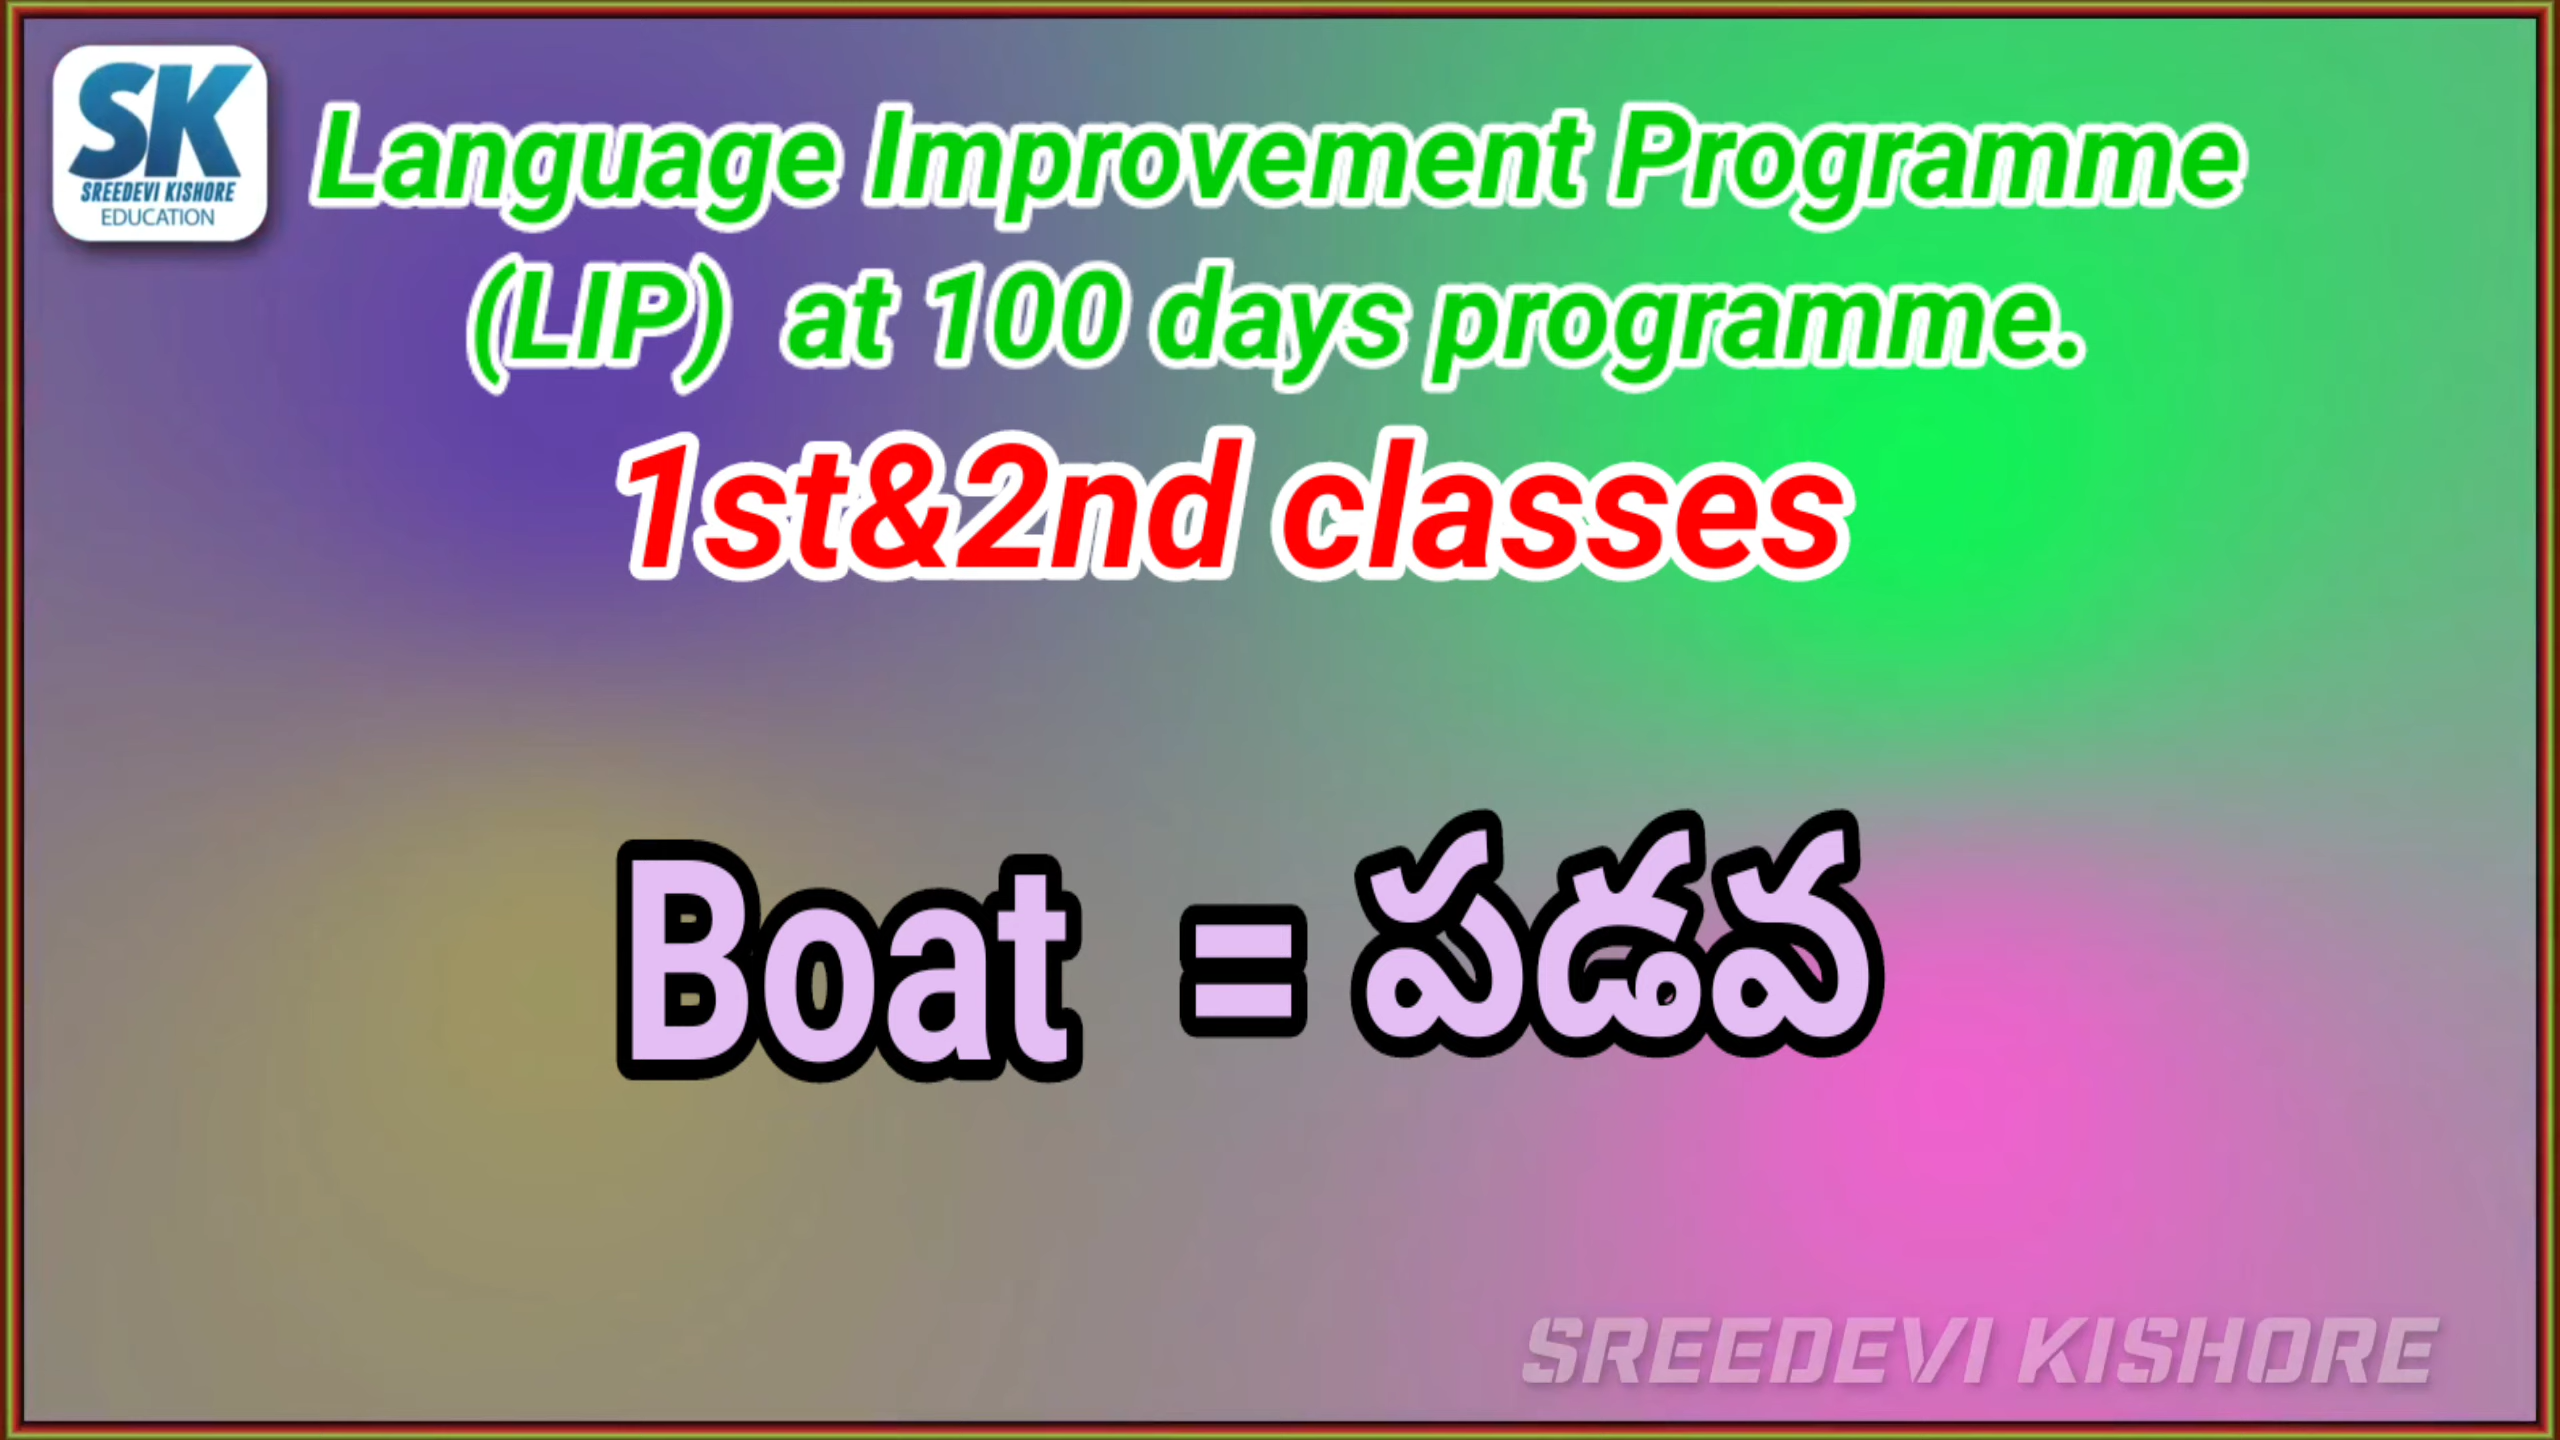 SK
SREEDEVI KISHORE
EDUCATION
Language Improvement Programme
(LIP) at 100 days programme.
1st&2nd classes
Boat = పడవ
SREEDEVI KISHORE